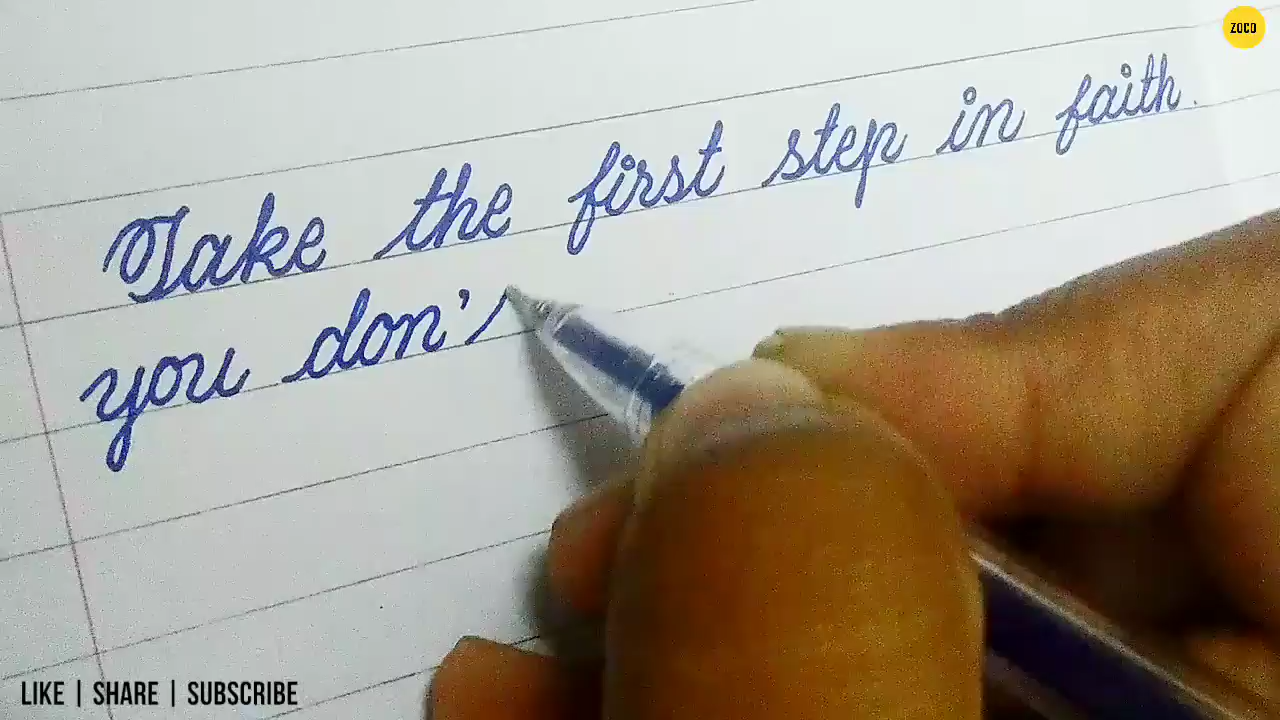 ZOCO
Take the first step in faith.
you don'
LIKE | SHARE | SUBSCRIBE